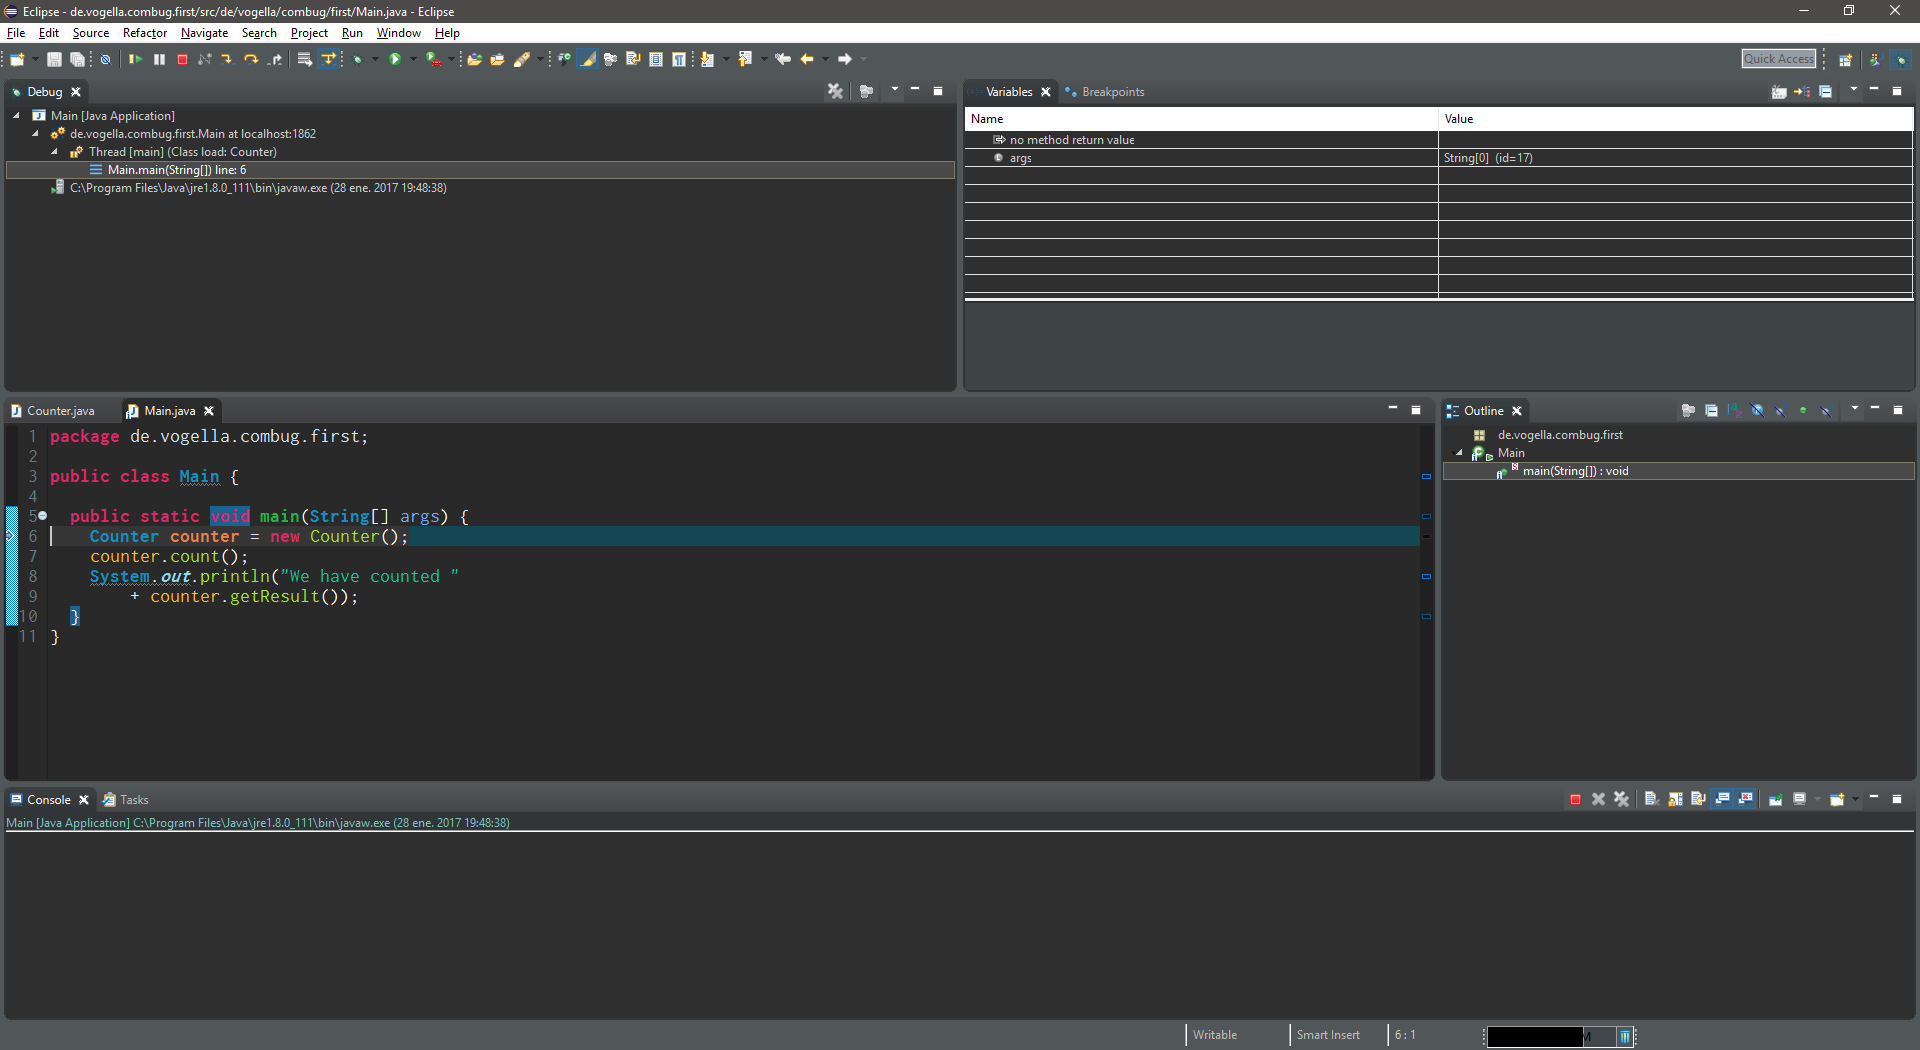 Eclipse - de.vogella.combug.first/src/de/vogella/combug/first/Main.java - Eclipse
File Edit Source Refactor Navigate Search Project Run Window Help
Quick Access
Debug
Main [Java Application]
de.vogella.combug.first.Main at localhost:1862
Thread [main] (Class load: Counter)
Main.main(String[]) line: 6
C:\Program Files\Java\jre1.8.0_111\bin\javaw.exe (28 ene. 2017 19:48:38)
Variables Breakpoints
Name Value
no method return value
args String[0] (id=17)
Counter.java Main.java
1 package de.vogella.combug.first;
2
3 public class Main {
4
5 public static void main(String[] args) {
6 Counter counter = new Counter();
7 counter.count();
8 System.out.println("We have counted "
9 + counter.getResult());
10 }
11 }
Outline
de.vogella.combug.first
Main
main(String[]) : void
Console Tasks
Main [Java Application] C:\Program Files\Java\jre1.8.0_111\bin\javaw.exe (28 ene. 2017 19:48:38)
Writable Smart Insert 6 : 1